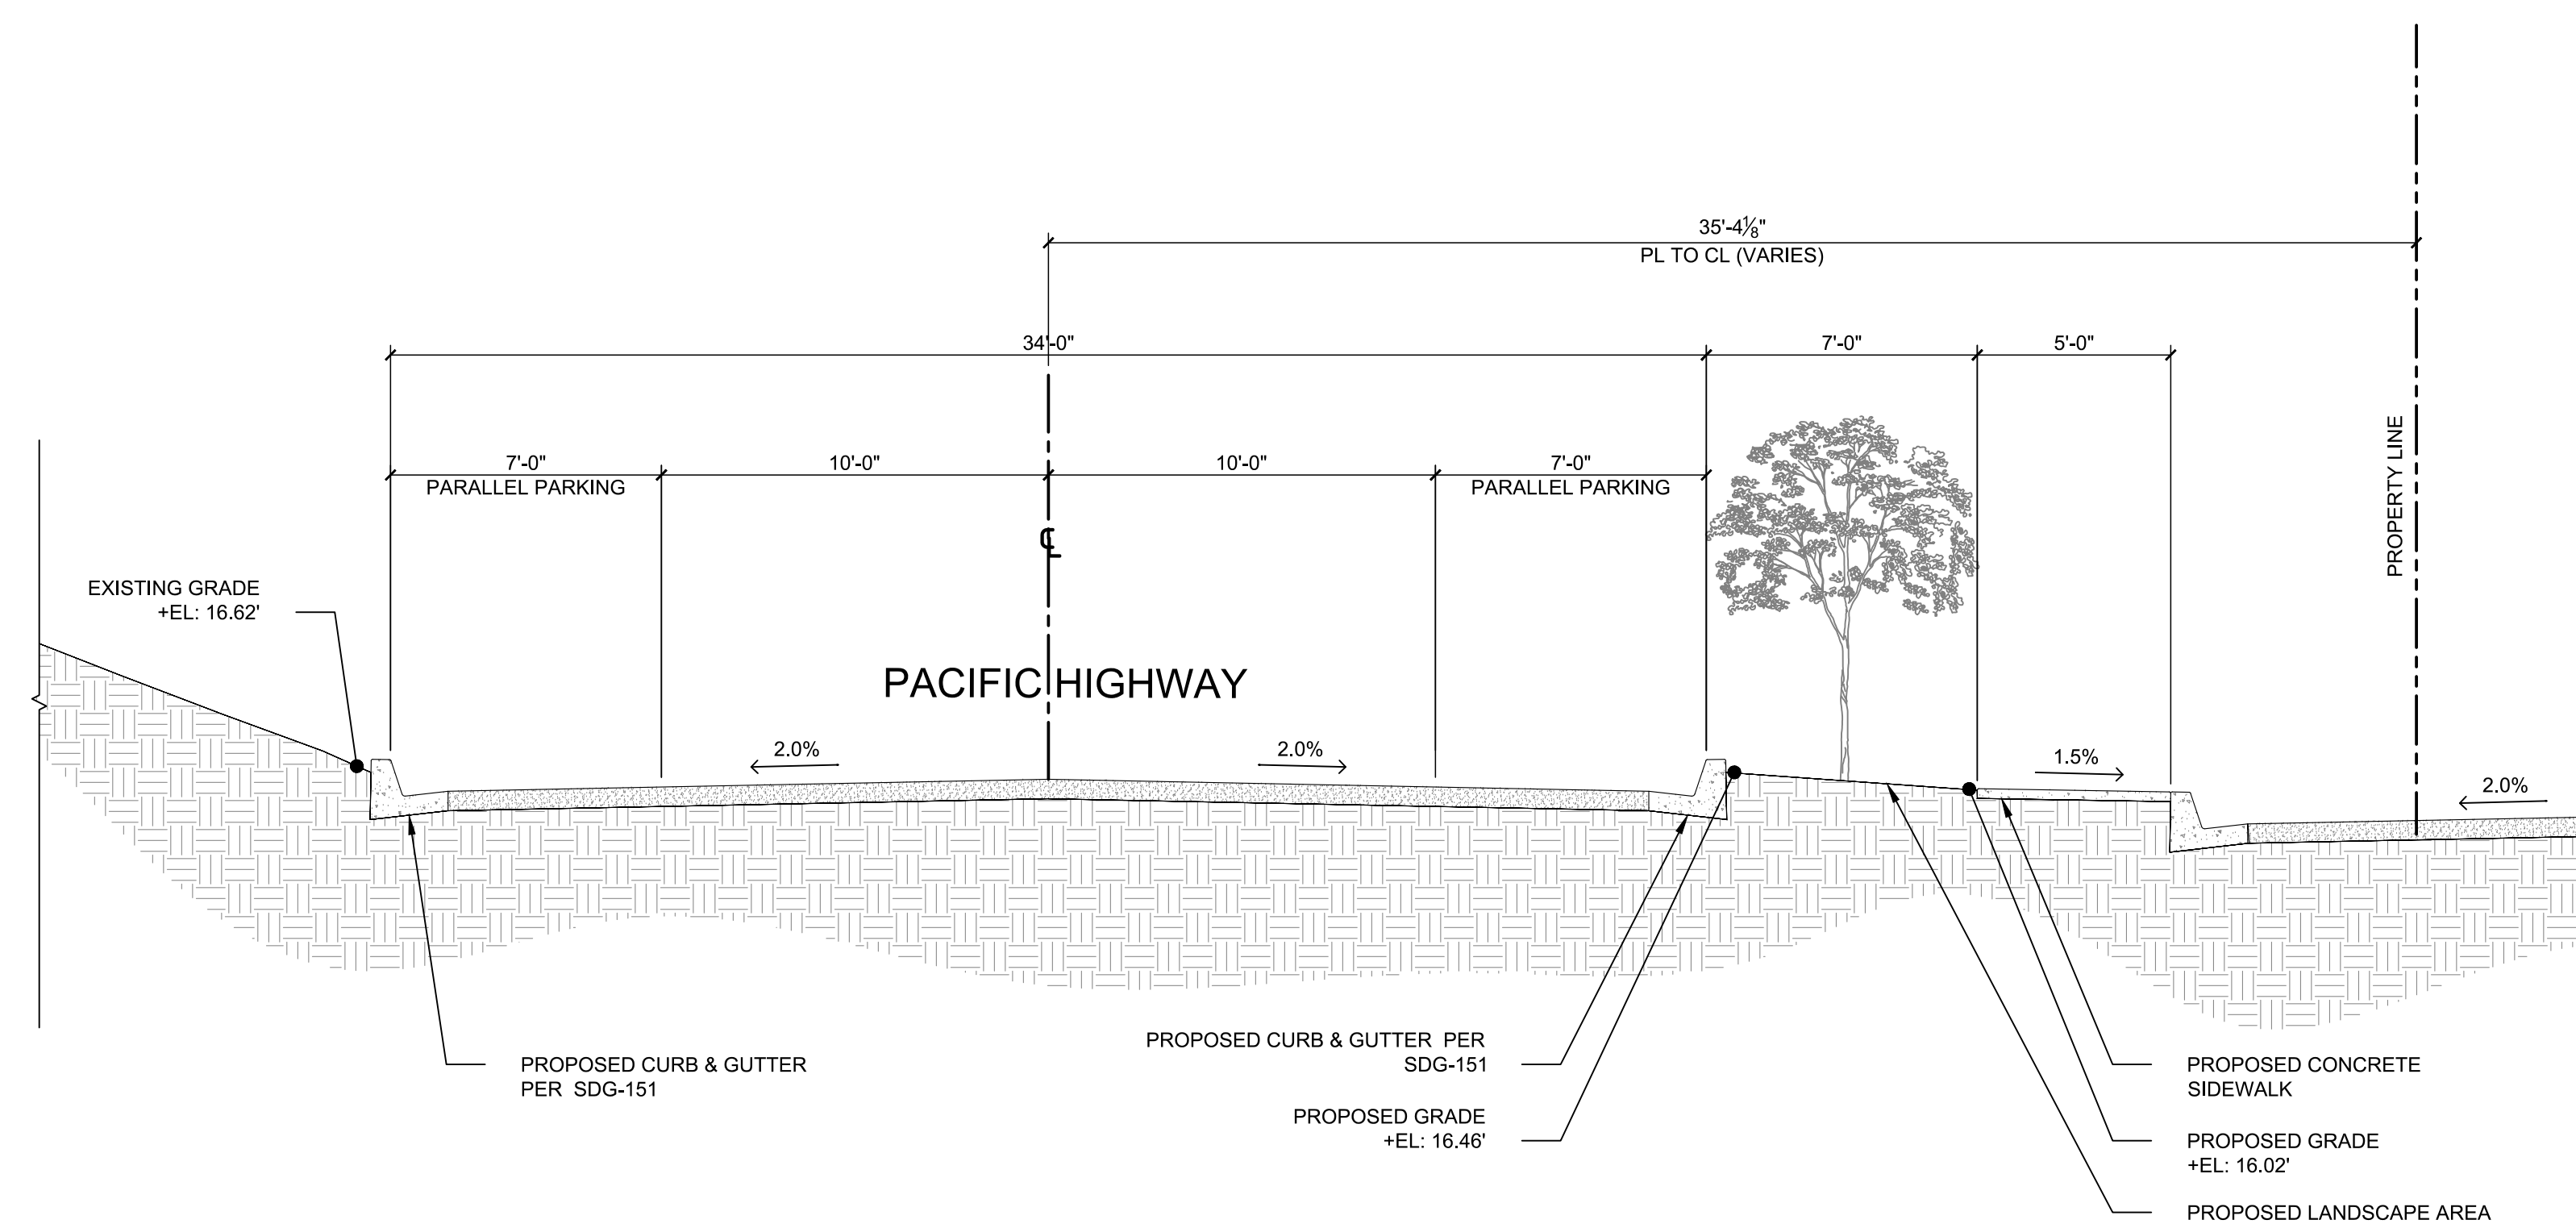 35'-4⅛"
PL TO CL (VARIES)
34'-0"
7'-0"
5'-0"
7'-0"
PARALLEL PARKING
10'-0"
10'-0"
7'-0"
PARALLEL PARKING
PROPERTY LINE
℄
EXISTING GRADE
+EL: 16.62'
PACIFIC HIGHWAY
2.0%
2.0%
1.5%
2.0%
PROPOSED CURB & GUTTER
PER SDG-151
PROPOSED CURB & GUTTER PER
SDG-151
PROPOSED GRADE
+EL: 16.46'
PROPOSED CONCRETE
SIDEWALK
PROPOSED GRADE
+EL: 16.02'
PROPOSED LANDSCAPE AREA